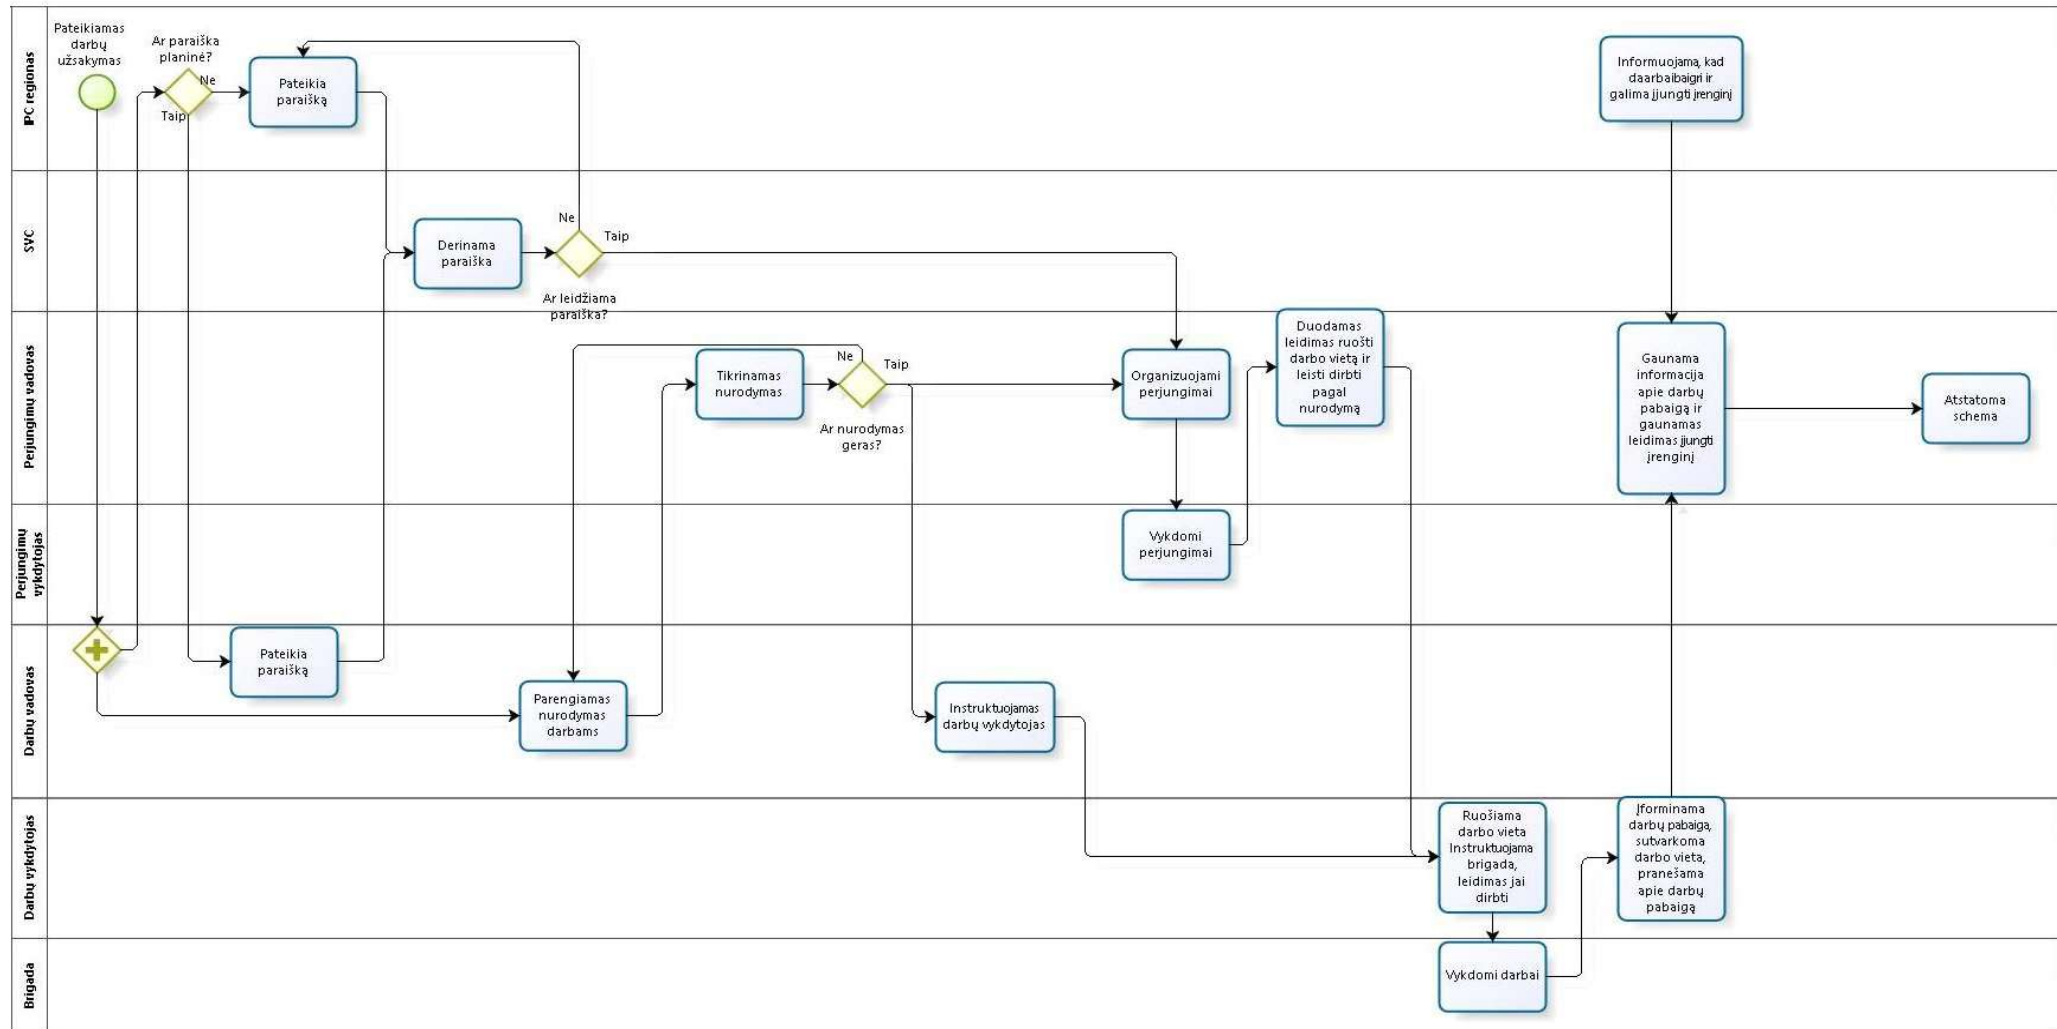 IPC regionas
Pateikiamas
darbų
užsakymas
Ar paraiška
planinė?
Ne
Taip
Pateikia
paraišką
Informuojama, kad
daarbaibaigri ir
galima įjungti įrenginį
SVC
Derinama
paraiška
Ne
Taip
Ar leidžiama
paraiška?
Perjungimų vadovas
Tikrinamas
nurodymas
Ne
Taip
Ar nurodymas
geras?
Organizuojami
perjungimai
Duodamas
leidimas ruošti
darbo vietą ir
leisti dirbti
pagal
nurodymą
Gaunama
informacija
apie darbų
pabaigą ir
gaunamas
leidimas įjungti
įrenginį
Atstatoma
schema
Perjungimų
vykdytojas
Vykdomi
perjungimai
Darbų vadovas
Pateikia
paraišką
Parengiamas
nurodymas
darbams
Instruktuojamas
darbų vykdytojas
Darbų vykdytojas
Ruošiama
darbo vieta
Instruktuojama
brigada,
leidimas jai
dirbti
Įforminama
darbų pabaiga,
sutvarkoma
darbo vieta,
pranešama
apie darbų
pabaigą
Brigada
Vykdomi darbai